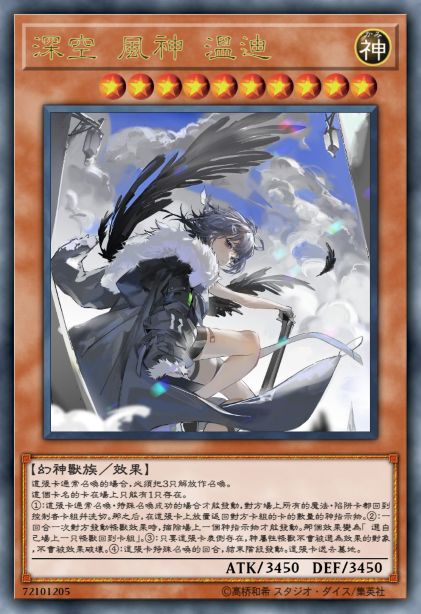 深空 風神 溫迪
かみ
神
【幻神獸族／效果】
這張卡通常召喚的場合,必須把3只解放作召喚。
這個卡名的卡在場上只能有1只存在。
①:這張卡通常召喚·特殊召喚成功的場合才能發動,對方場上所有的魔法·陷阱卡都回到
控制者卡組并洗切。那之后,在這張卡上放置返回對方卡組的卡的數量的神指示物。②:一
回合一次對方發動怪獸效果時,摘除場上一個神指示物才能發動。那個效果變為「選自
己場上一只怪獸回到卡組」。③:只要這張卡表側存在,神屬性怪獸不會被選為效果的對象
,不會被效果破壞。④:這張卡特殊召喚的回合,結束階段發動。這張卡送去墓地。
ATK/3450 DEF/3450
72101205
©高橋和希 スタジオ・ダイス/集英社